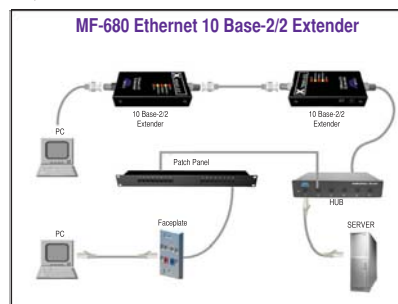 MF-680 Ethernet 10 Base-2/2 Extender
10 Base-2/2
Extender
10 Base-2/2
Extender
PC
Patch Panel
HUB
PC
Faceplate
SERVER